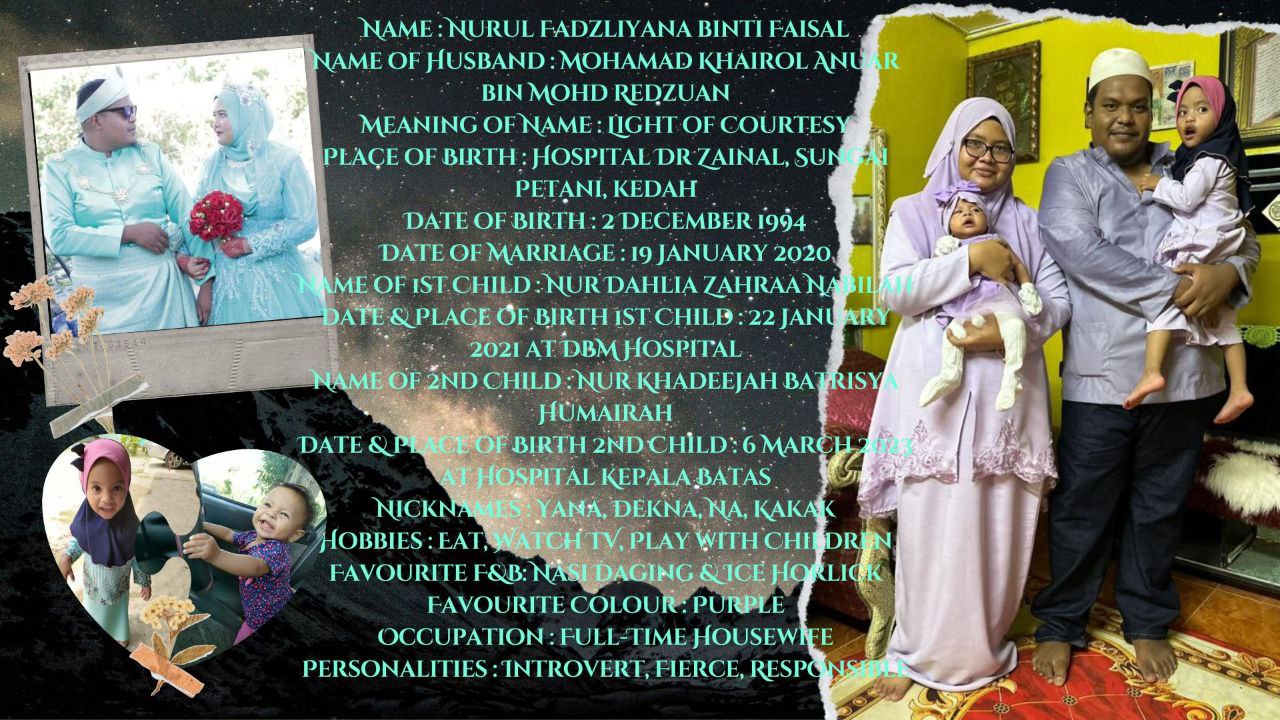 Name : Nurul Fadzliyana binti Faisal
Name of Husband : Mohamad Khairol Anuar
bin Mohd Redzuan
Meaning of Name : Light of Courtesy
Place of Birth : Hospital Dr Zainal, Sungai
Petani, Kedah
Date of Birth : 2 December 1994
Date of Marriage : 19 January 2020
Name of 1st Child : Nur Dahlia Zahraa Nabilah
Date & Place of Birth 1st Child : 22 January
2021 at DBM Hospital
Name of 2nd Child : Nur Khadeejah Batrisya
Humairah
Date & Place of Birth 2nd Child : 6 March 2023
at Hospital Kepala Batas
Nicknames : Yana, Dekna, Na, Kakak
Hobbies : Eat, Watch TV, Play with Children
Favourite F&B: Nasi Daging & Ice Horlick
Favourite Colour : Purple
Occupation : Full-Time Housewife
Personalities : Introvert, Fierce, Responsible